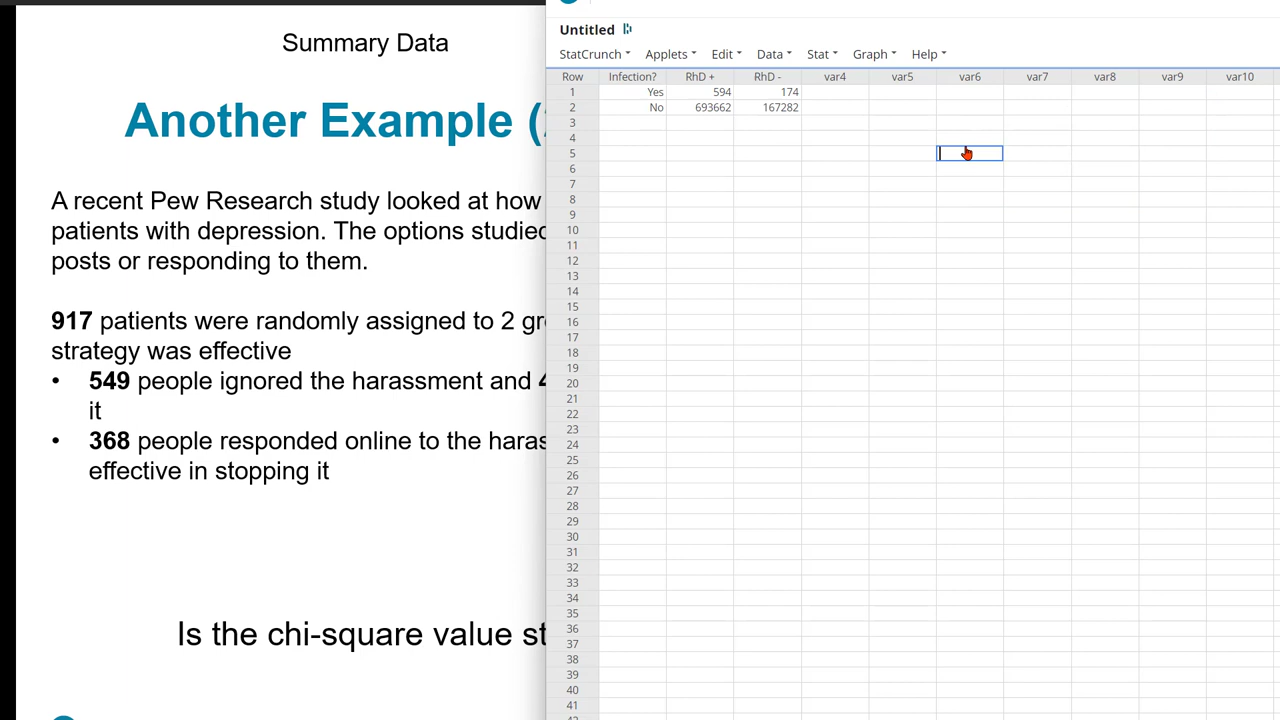 Summary Data
Another Example (
A recent Pew Research study looked at how
patients with depression. The options studied
posts or responding to them.
917 patients were randomly assigned to 2 gr
strategy was effective
• 549 people ignored the harassment and 4
it
• 368 people responded online to the haras
effective in stopping it
Is the chi-square value st
Untitled
StatCrunch Applets Edit Data Stat Graph Help
Row Infection? RhD + RhD - var4 var5 var6 var7 var8 var9 var10
1 Yes 594 174
2 No 693662 167282
3
4
5
6
7
8
9
10
11
12
13
14
15
16
17
18
19
20
21
22
23
24
25
26
27
28
29
30
31
32
33
34
35
36
37
38
39
40
41